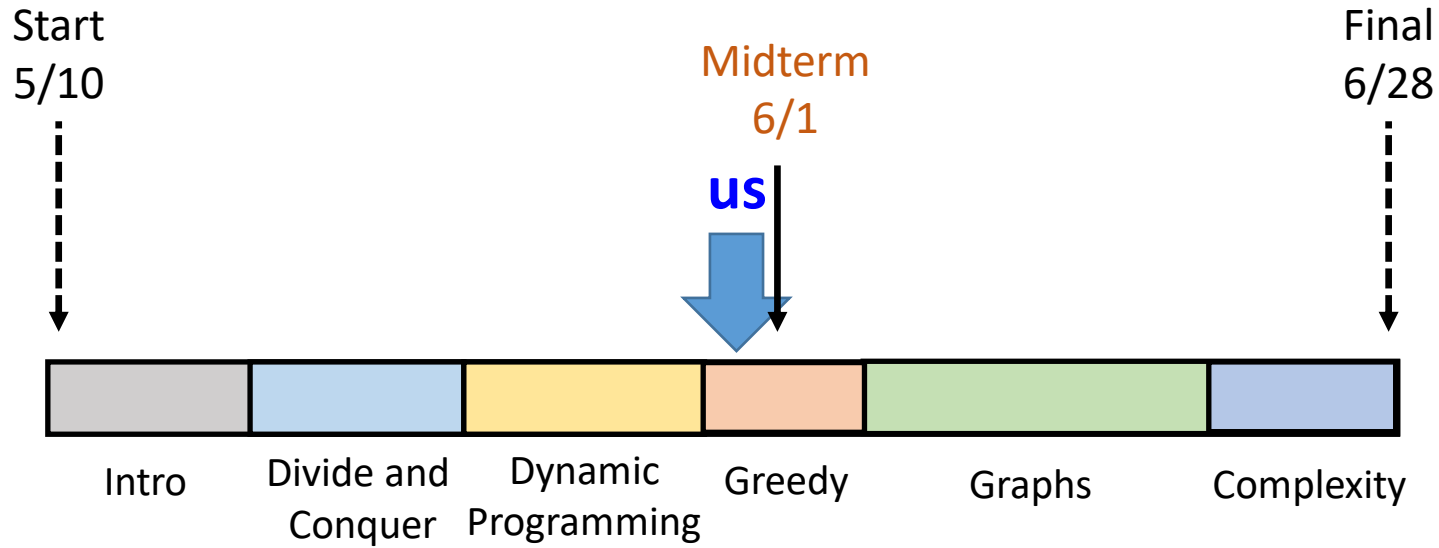 Start
5/10
Midterm
6/1
Final
6/28
us
Intro
Divide and
Conquer
Dynamic
Programming
Greedy
Graphs
Complexity